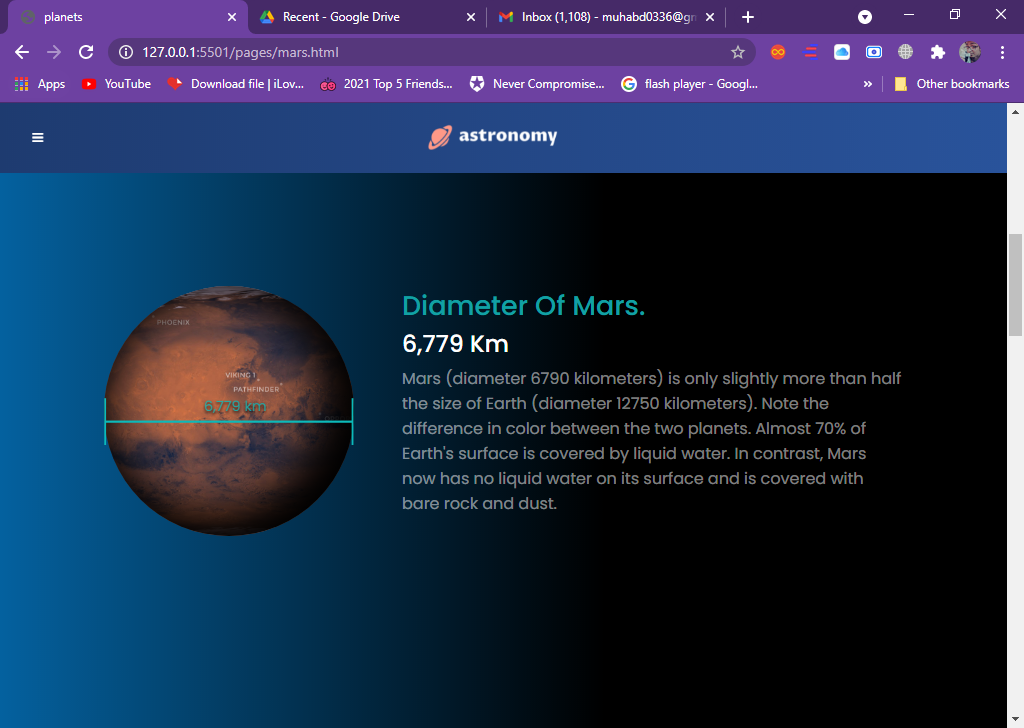 planets
Recent - Google Drive
Inbox (1,108) - muhabd0336@gm
127.0.0.1:5501/pages/mars.html
Apps
YouTube
Download file | iLov...
2021 Top 5 Friends...
Never Compromise...
flash player - Googl...
»
Other bookmarks
astronomy
PHOENIX
VIKING 1
PATHFINDER
6,779 km
Diameter Of Mars.
6,779 Km
Mars (diameter 6790 kilometers) is only slightly more than half
the size of Earth (diameter 12750 kilometers). Note the
difference in color between the two planets. Almost 70% of
Earth's surface is covered by liquid water. In contrast, Mars
now has no liquid water on its surface and is covered with
bare rock and dust.